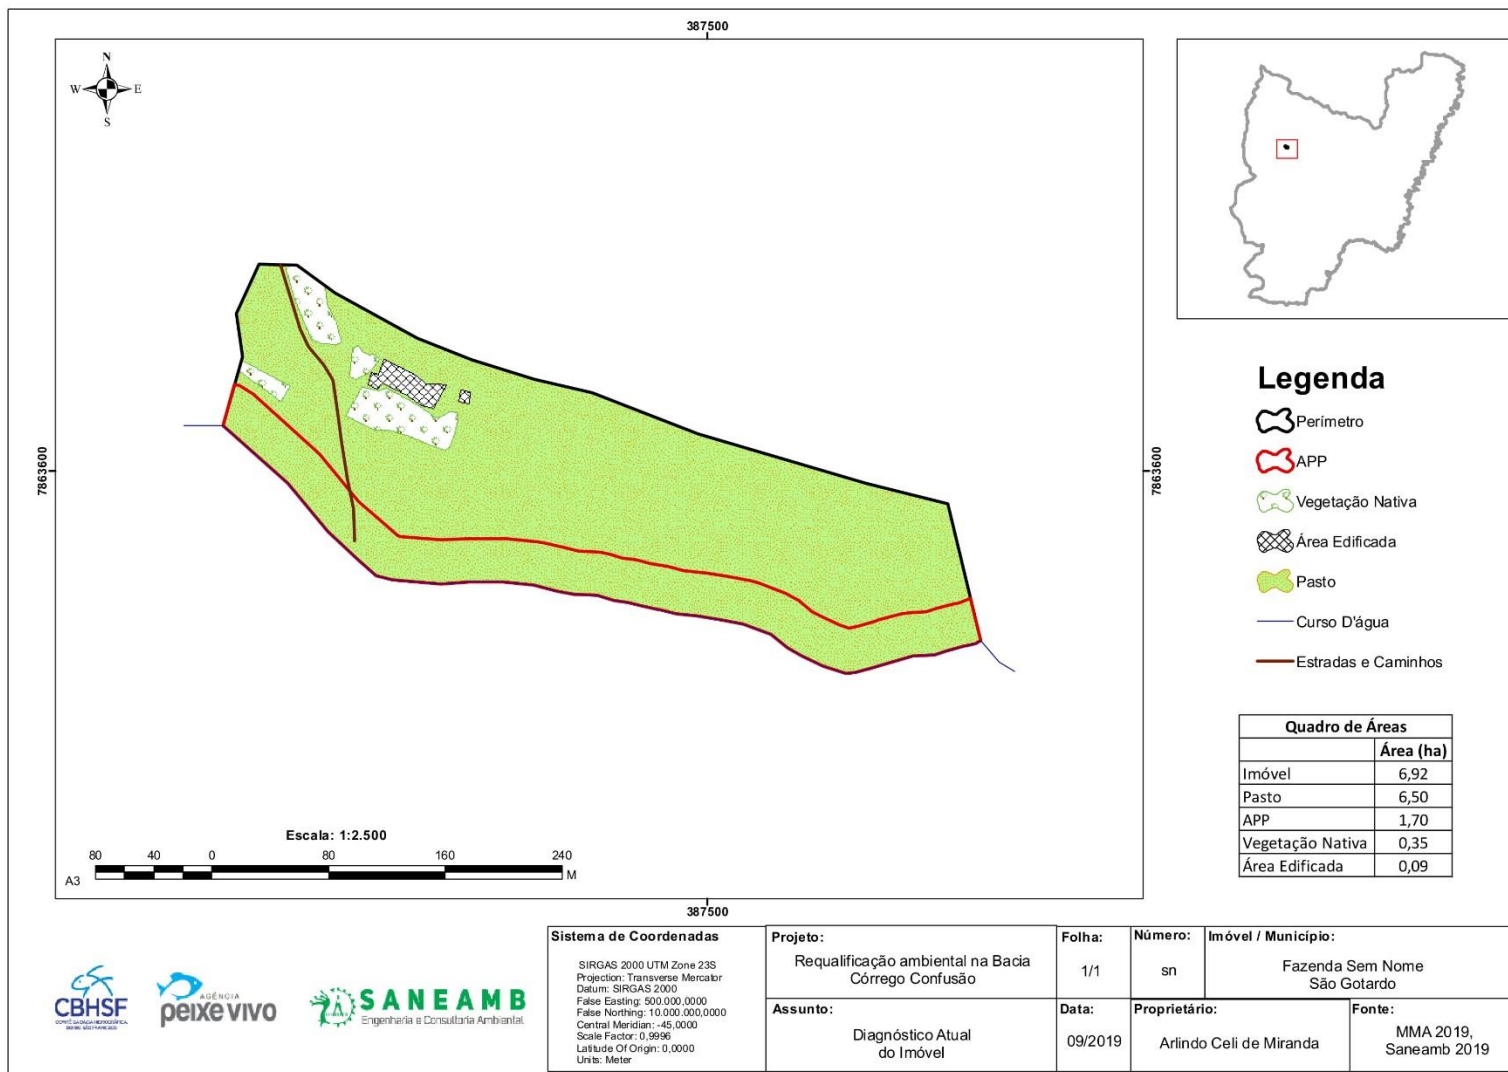 387500
N
W
E
S
7863600
7863600
Escala: 1:2.500
80 40 0 80 160 240
M
A3
387500
Legenda
Perímetro
APP
Vegetação Nativa
Área Edificada
Pasto
Curso D'água
Estradas e Caminhos
Quadro de Áreas
Área (ha)
Imóvel 6,92
Pasto 6,50
APP 1,70
Vegetação Nativa 0,35
Área Edificada 0,09
CBHSF
AGÊNCIA
peixe vivo
SANEAMB
Engenharia e Consultoria Ambiental
Sistema de Coordenadas
SIRGAS 2000 UTM Zone 23S
Projection: Transverse Mercator
Datum: SIRGAS 2000
False Easting: 500.000,0000
False Northing: 10.000.000,0000
Central Meridian: -45,0000
Scale Factor: 0,9996
Latitude Of Origin: 0,0000
Units: Meter
Projeto:
Requalificação ambiental na Bacia
Córrego Confusão
Assunto:
Diagnóstico Atual
do Imóvel
Folha:
1/1
Número:
sn
Imóvel / Município:
Fazenda Sem Nome
São Gotardo
Data:
09/2019
Proprietário:
Arlindo Celi de Miranda
Fonte:
MMA 2019,
Saneamb 2019